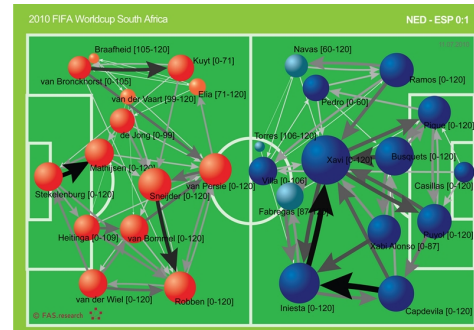 2010 FIFA Worldcup South Africa
NED - ESP 0:1
Braafheid [105-120]
Kuyt [0-71]
van Bronckhorst [0-105]
Elia [71-120]
van der Vaart [99-120]
de Jong [0-99]
Mathijsen [0-120]
van Persie [0-120]
Stekelenburg [0-120]
Sneijder [0-120]
Heitinga [0-109]
van Bommel [0-120]
van der Wiel [0-120]
Robben [0-120]
© FAS.research
Navas [60-120]
Ramos [0-120]
Pedro [0-60]
Pique [0-120]
Torres [106-120]
Xavi [0-120]
Busquets [0-120]
Villa [0-106]
Casillas [0-120]
Fabregas [87-120]
Puyol [0-120]
Xabi Alonso [0-87]
Iniesta [0-120]
Capdevila [0-120]